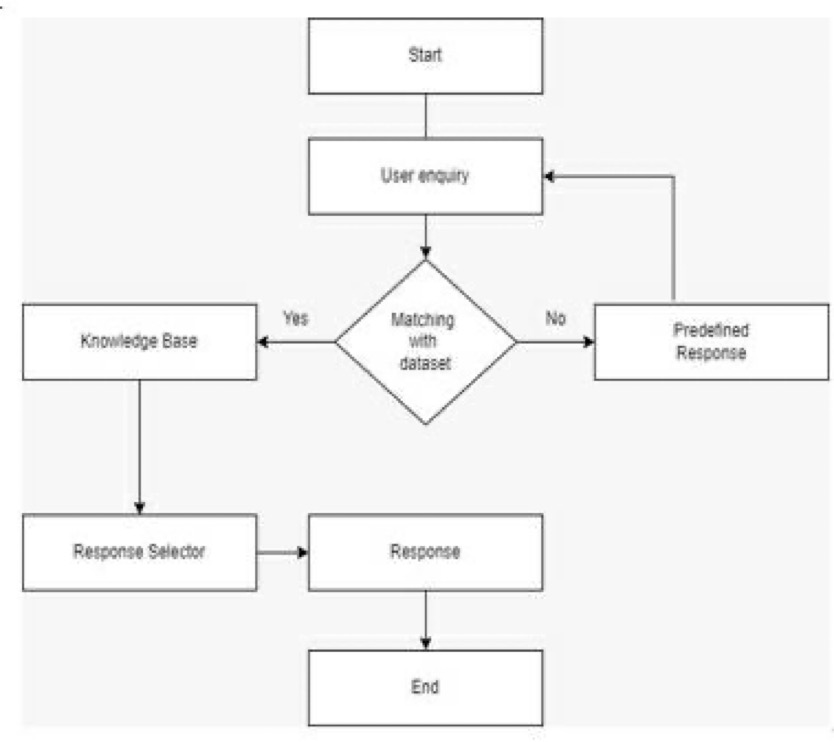 Start
User enquiry
Yes
Matching
with
dataset
No
Knowledge Base
Predefined
Response
Response Selector
Response
End